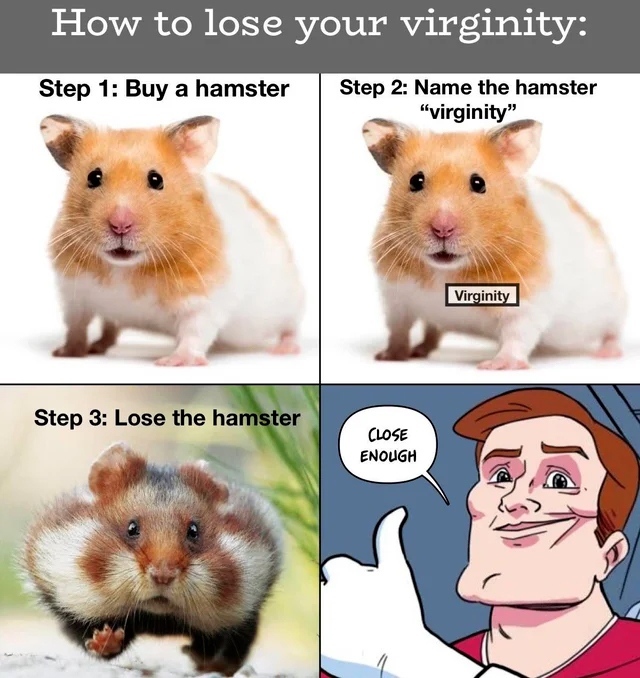 How to lose your virginity:
Step 1: Buy a hamster
Step 2: Name the hamster
“virginity”
Virginity
Step 3: Lose the hamster
CLOSE
ENOUGH